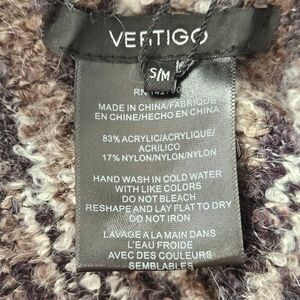 VERTIGO
S/M
MADE IN CHINA/FABRIQUÉ
EN CHINE/HECHO EN CHINA
83% ACRYLIC/ACRYLIQUE/
ACRILICO
17% NYLON/NYLON/NYLON
HAND WASH IN COLD WATER
WITH LIKE COLORS
DO NOT BLEACH
RESHAPE AND LAY FLAT TO DRY
DO NOT IRON
LAVAGE A LA MAIN DANS
L'EAU FROIDE
AVEC DES COULEURS
SEMBLABLES